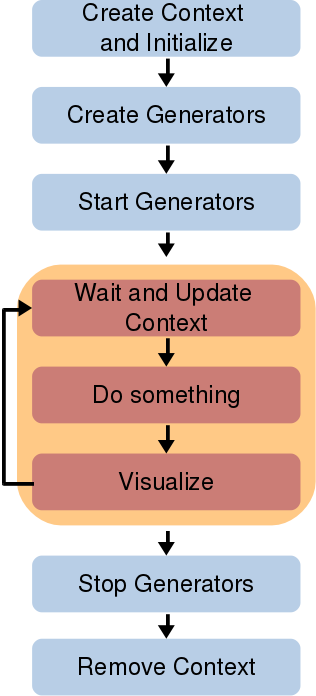 Create Context
and Initialize
Create Generators
Start Generators
Wait and Update
Context
Do something
Visualize
Stop Generators
Remove Context